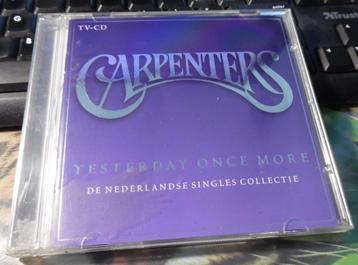 TV-CD
CARPENTERS
YESTERDAY ONCE MORE
DE NEDERLANDSE SINGLES COLLECTIE